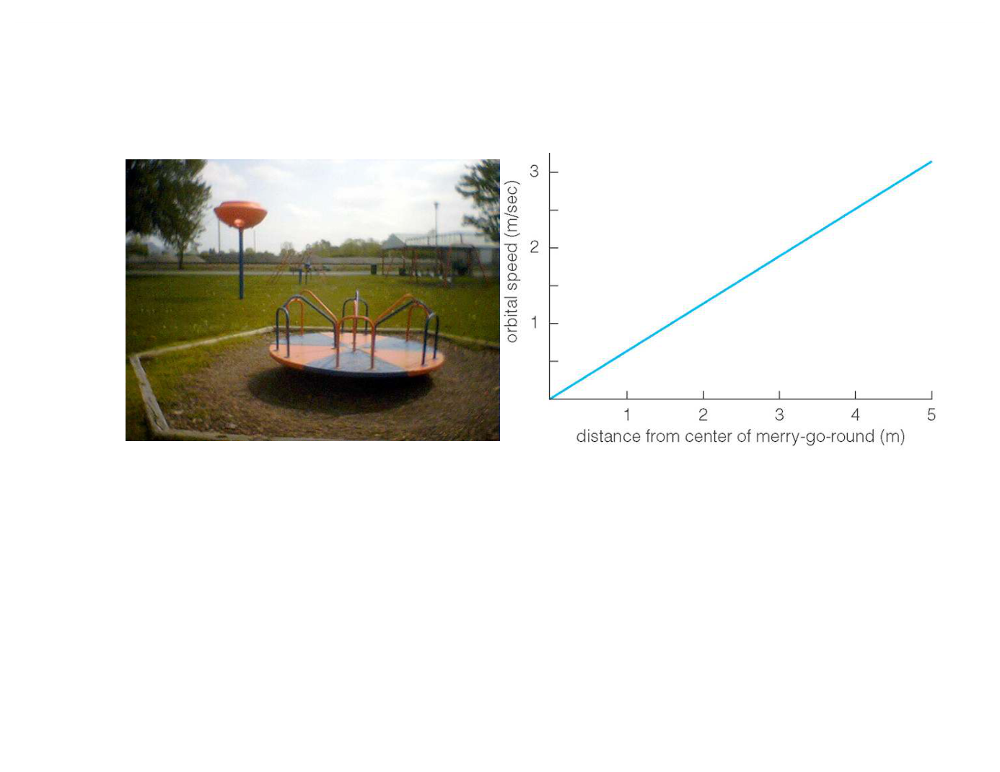 orbital speed (m/sec)
3
2
1
1 2 3 4 5
distance from center of merry-go-round (m)